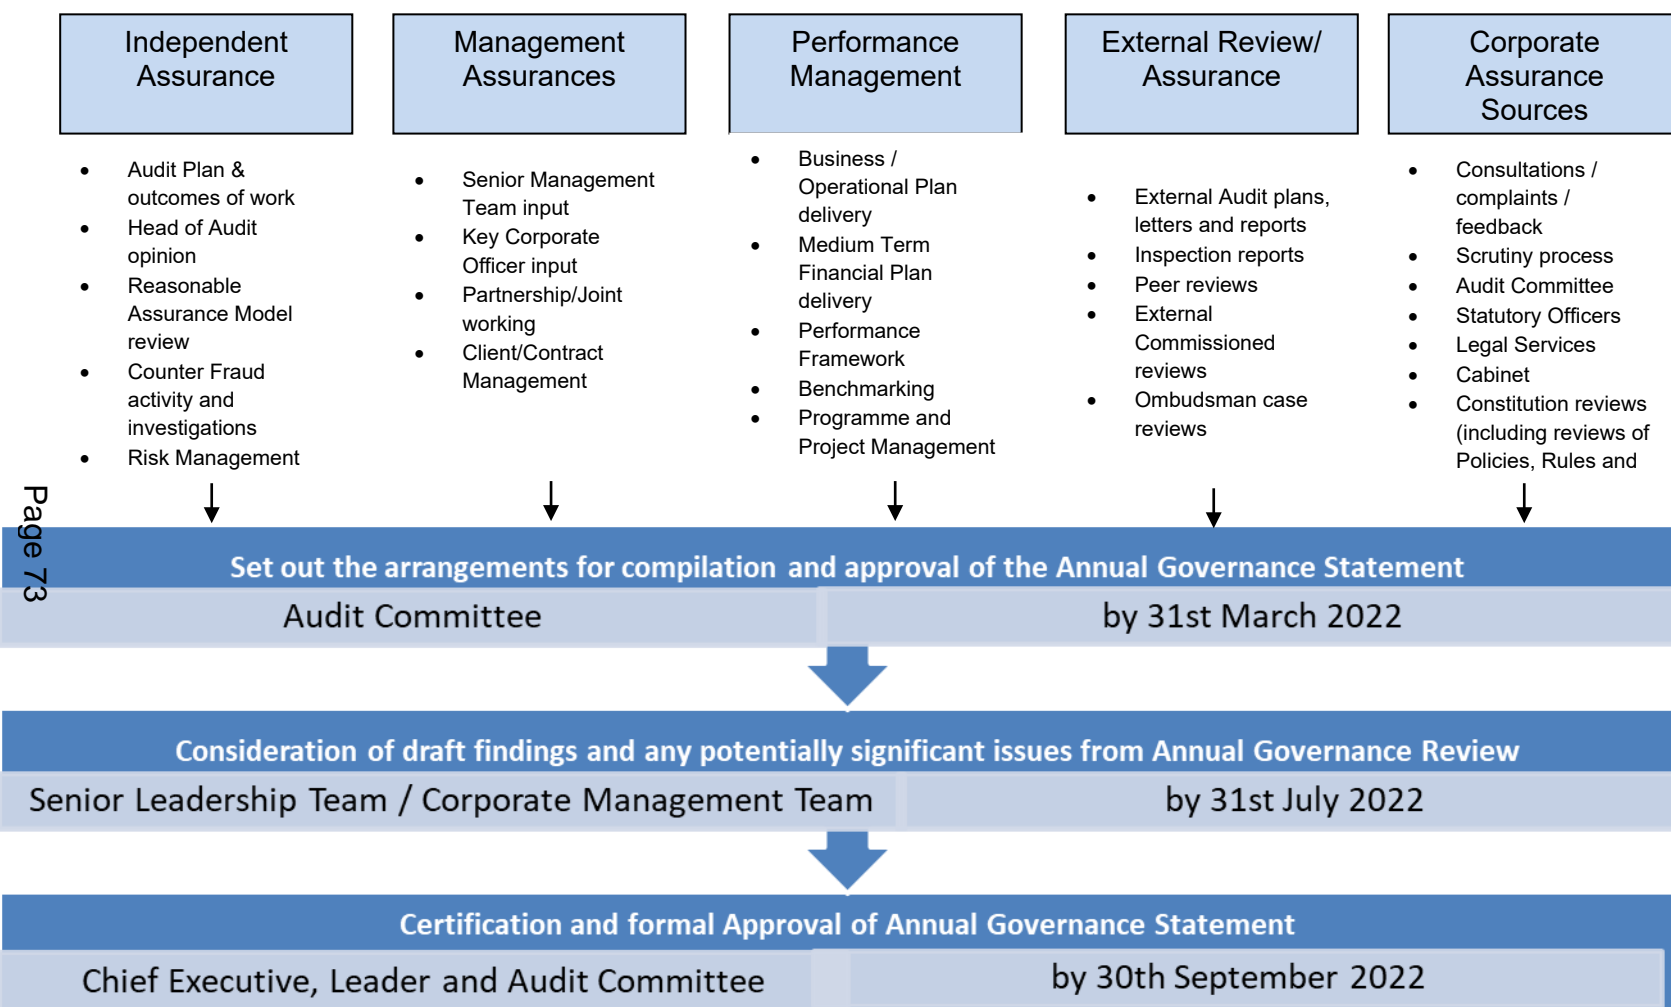 Independent
Assurance
Management
Assurances
Performance
Management
External Review/
Assurance
Corporate
Assurance
Sources
• Audit Plan &
outcomes of work
• Head of Audit
opinion
• Reasonable
Assurance Model
review
• Counter Fraud
activity and
investigations
• Risk Management
• Senior Management
Team input
• Key Corporate
Officer input
• Partnership/Joint
working
• Client/Contract
Management
• Business /
Operational Plan
delivery
• Medium Term
Financial Plan
delivery
• Performance
Framework
• Benchmarking
• Programme and
Project Management
• External Audit plans,
letters and reports
• Inspection reports
• Peer reviews
• External
Commissioned
reviews
• Ombudsman case
reviews
• Consultations /
complaints /
feedback
• Scrutiny process
• Audit Committee
• Statutory Officers
• Legal Services
• Cabinet
• Constitution reviews
(including reviews of
Policies, Rules and
Page 73
Set out the arrangements for compilation and approval of the Annual Governance Statement
Audit Committee
by 31st March 2022
Consideration of draft findings and any potentially significant issues from Annual Governance Review
Senior Leadership Team / Corporate Management Team
by 31st July 2022
Certification and formal Approval of Annual Governance Statement
Chief Executive, Leader and Audit Committee
by 30th September 2022